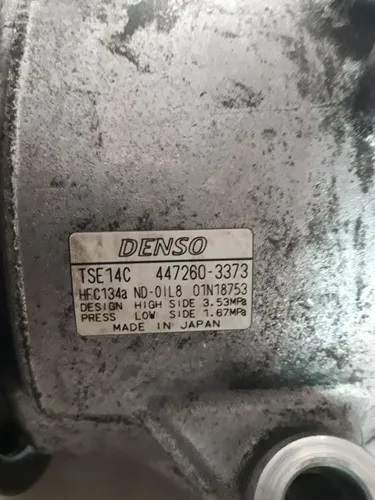 DENSO
TSE14C 447260-3373
HFC134a ND-OIL8 01N18753
DESIGN HIGH SIDE 3.53MPa
PRESS LOW SIDE 1.67MPa
MADE IN JAPAN